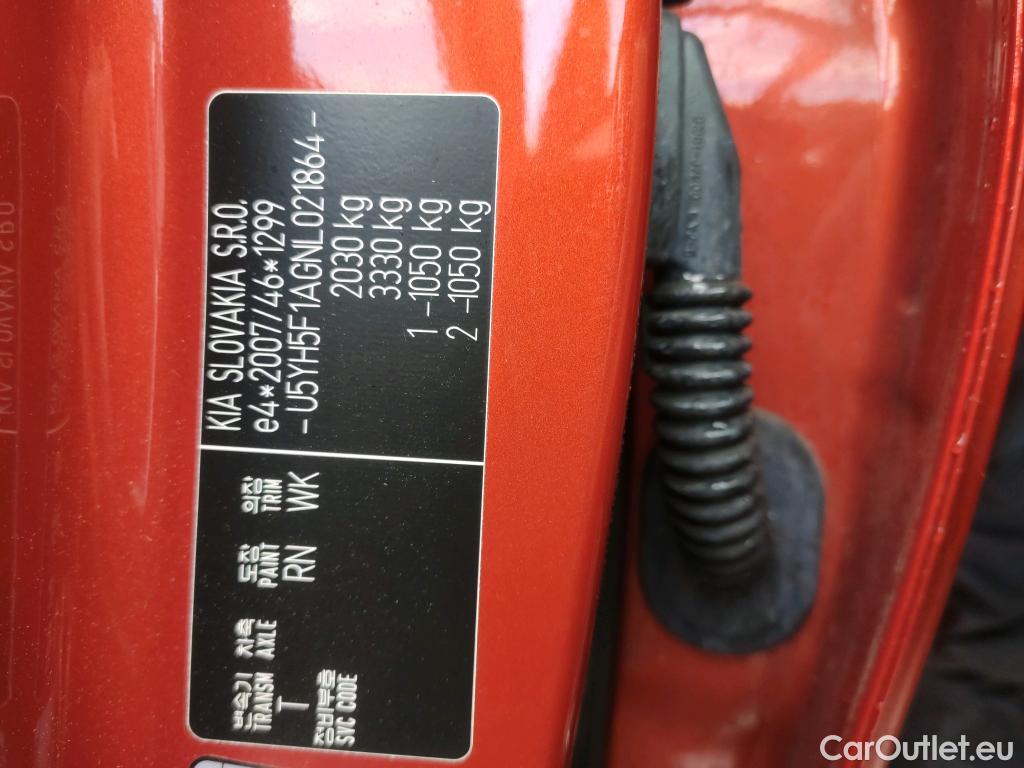 KIA SLOVAKIA S.R.O.
e4*2007/46*1299
-U5YH5F1AGNL021864-
2030 kg
3330 kg
1-1050 kg
2-1050 kg
변속기 차축 도장 의장
TRANSM AXLE PAINT TRIM
T RN WK
정비부호
SVC CODE
CarOutlet.eu